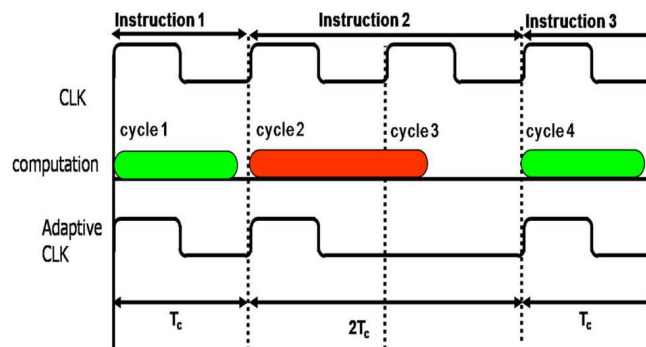 Instruction 1 Instruction 2 Instruction 3
CLK
cycle 1 cycle 2 cycle 3 cycle 4
computation
Adaptive
CLK
Tc 2Tc Tc